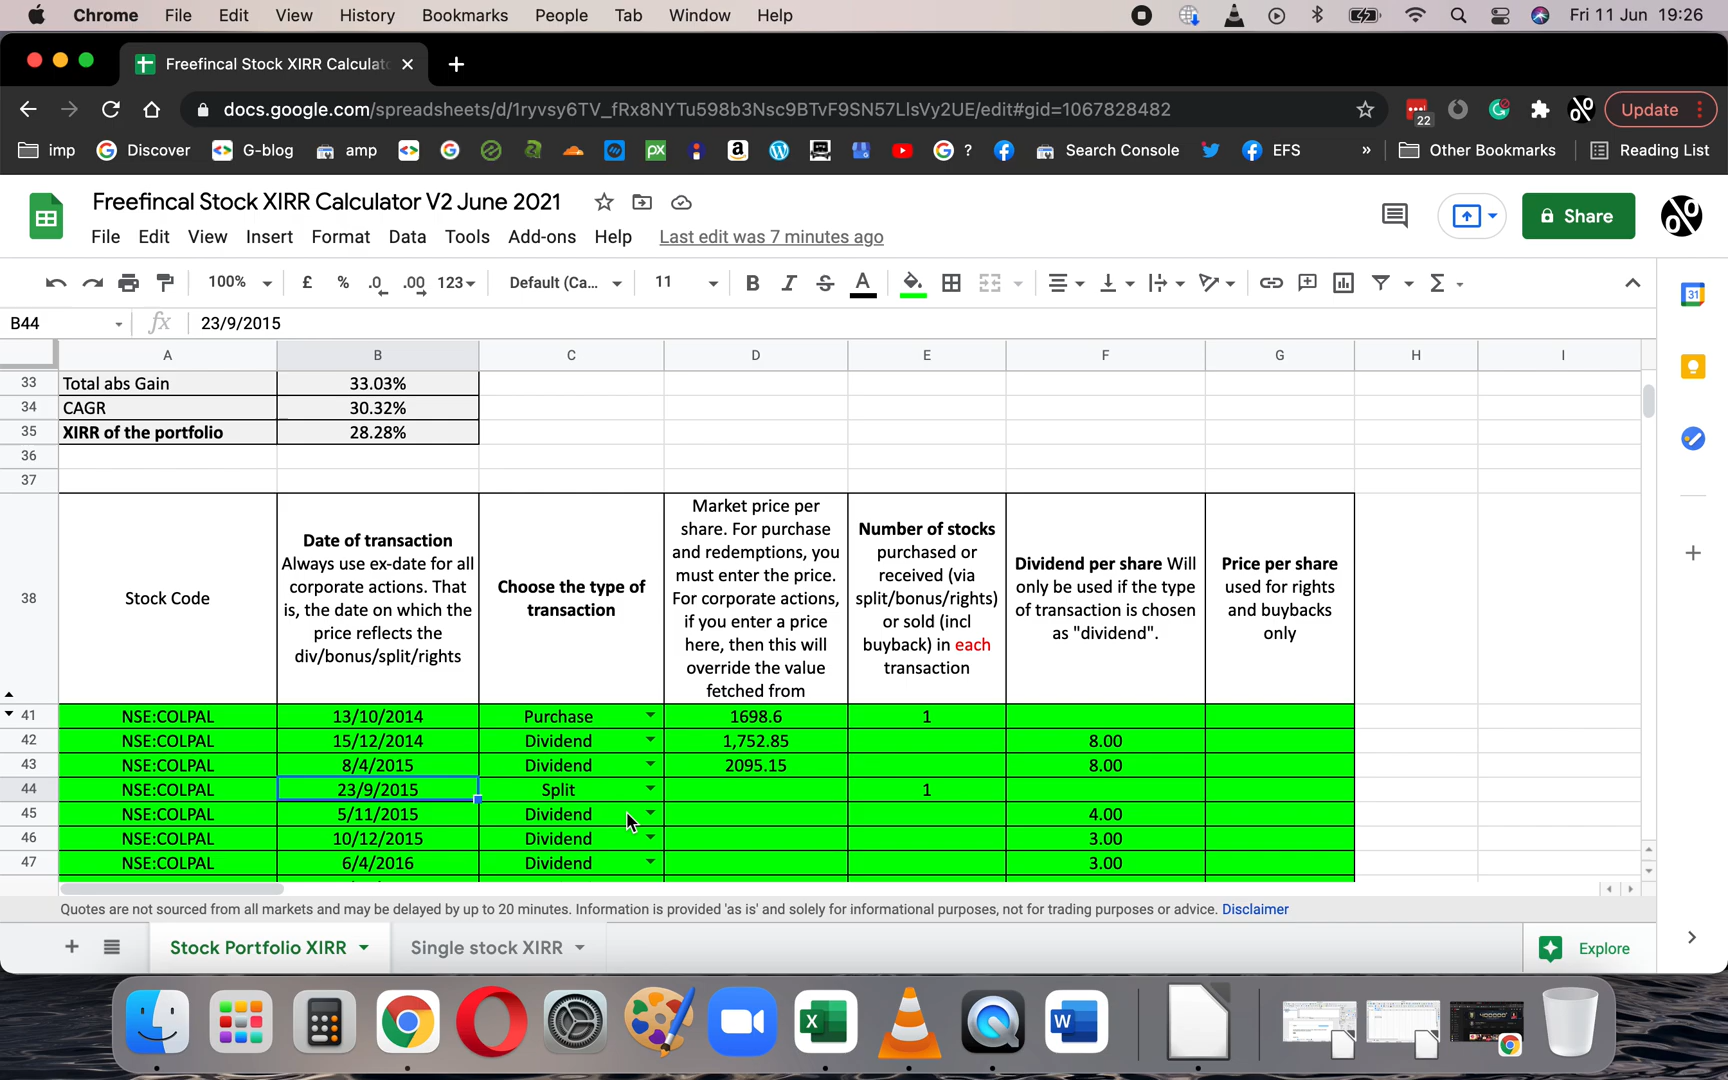 Chrome File Edit View History Bookmarks People Tab Window Help Fri 11 Jun 19:26
Freefincal Stock XIRR Calculat
docs.google.com/spreadsheets/d/1ryvsy6TV_fRx8NYTu598b3Nsc9BTvF9SN57LlsVy2UE/edit#gid=1067828482 22 Update
imp Discover G-blog amp ? Search Console EFS » Other Bookmarks Reading List
Freefincal Stock XIRR Calculator V2 June 2021 Share
File Edit View Insert Format Data Tools Add-ons Help Last edit was 7 minutes ago
100% £ % .0 .00 123 Default (Ca... 11 B I S A
B44 fx 23/9/2015
A B C D E F G H I
33 Total abs Gain 33.03%
34 CAGR 30.32%
35 XIRR of the portfolio 28.28%
36
37
38
Stock Code
Date of transaction
Always use ex-date for all
corporate actions. That
is, the date on which the
price reflects the
div/bonus/split/rights
Choose the type of
transaction
Market price per
share. For purchase
and redemptions, you
must enter the price.
For corporate actions,
if you enter a price
here, then this will
override the value
fetched from
Number of stocks
purchased or
received (via
split/bonus/rights)
or sold (incl
buyback) in each
transaction
Dividend per share Will
only be used if the type
of transaction is chosen
as "dividend".
Price per share
used for rights
and buybacks
only
41 NSE:COLPAL 13/10/2014 Purchase 1698.6 1
42 NSE:COLPAL 15/12/2014 Dividend 1,752.85 8.00
43 NSE:COLPAL 8/4/2015 Dividend 2095.15 8.00
44 NSE:COLPAL 23/9/2015 Split 1
45 NSE:COLPAL 5/11/2015 Dividend 4.00
46 NSE:COLPAL 10/12/2015 Dividend 3.00
47 NSE:COLPAL 6/4/2016 Dividend 3.00
Quotes are not sourced from all markets and may be delayed by up to 20 minutes. Information is provided 'as is' and solely for informational purposes, not for trading purposes or advice. Disclaimer
Stock Portfolio XIRR Single stock XIRR Explore